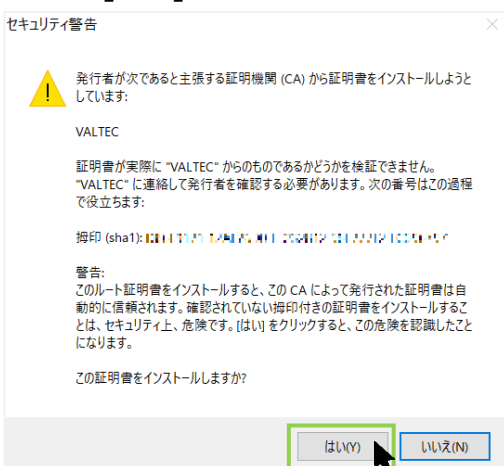 セキュリティ警告
発行者が次であると主張する証明機関 (CA) から証明書をインストールしようと
しています:
VALTEC
証明書が実際に "VALTEC" からのものであるかどうかを検証できません。
"VALTEC" に連絡して発行者を確認する必要があります。次の番号はこの過程
で役立ちます:
拇印 (sha1):
警告:
このルート証明書をインストールすると、この CA によって発行された証明書は自
動的に信頼されます。確認されていない拇印付きの証明書をインストールするこ
とは、セキュリティ上、危険です。[はい] をクリックすると、この危険を認識したこと
になります。
この証明書をインストールしますか?
はい(Y)
いいえ(N)